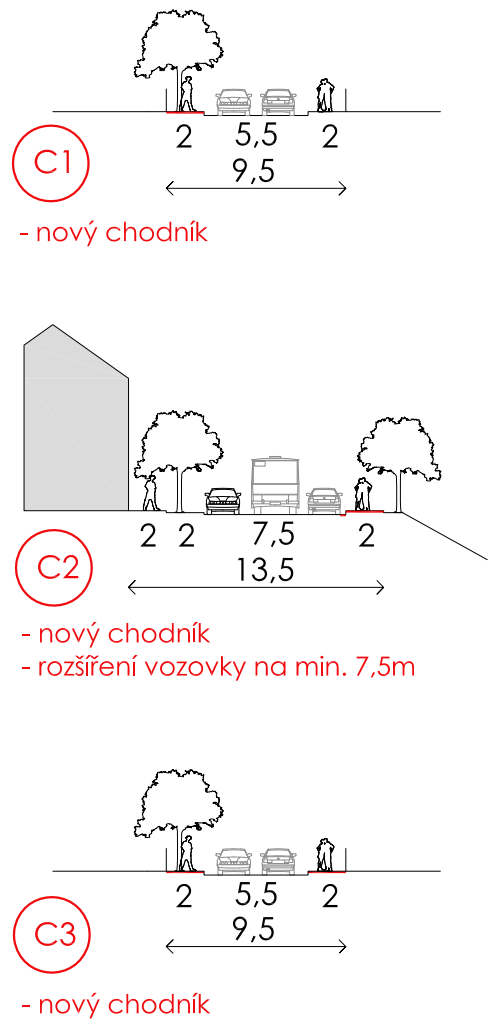 2 5,5 2
C1
9,5
- nový chodník
2 2 7,5 2
C2
13,5
- nový chodník
- rozšíření vozovky na min. 7,5m
2 5,5 2
C3
9,5
- nový chodník